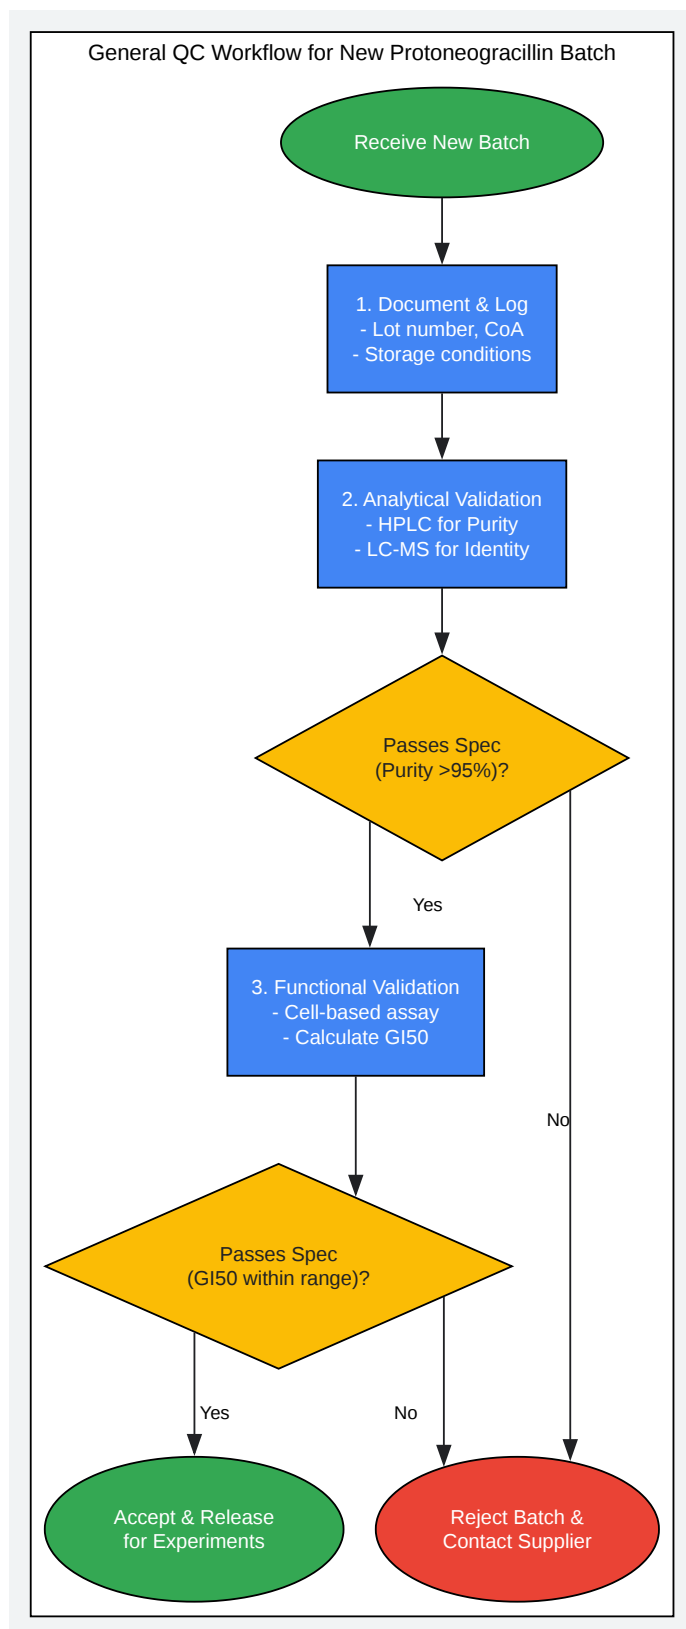 General QC Workflow for New Protoneogracillin Batch
Receive New Batch
1. Document & Log
- Lot number, CoA
- Storage conditions
2. Analytical Validation
- HPLC for Purity
- LC-MS for Identity
Passes Spec
(Purity >95%)?
Yes
3. Functional Validation
- Cell-based assay
- Calculate GI50
No
Passes Spec
(GI50 within range)?
Yes
No
Accept & Release
for Experiments
Reject Batch &
Contact Supplier